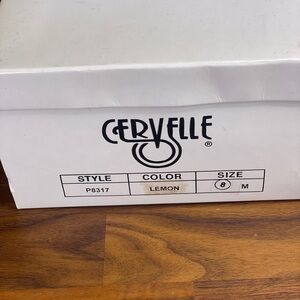 CERVELLE ®
STYLE COLOR SIZE
P8317 LEMON 8 M